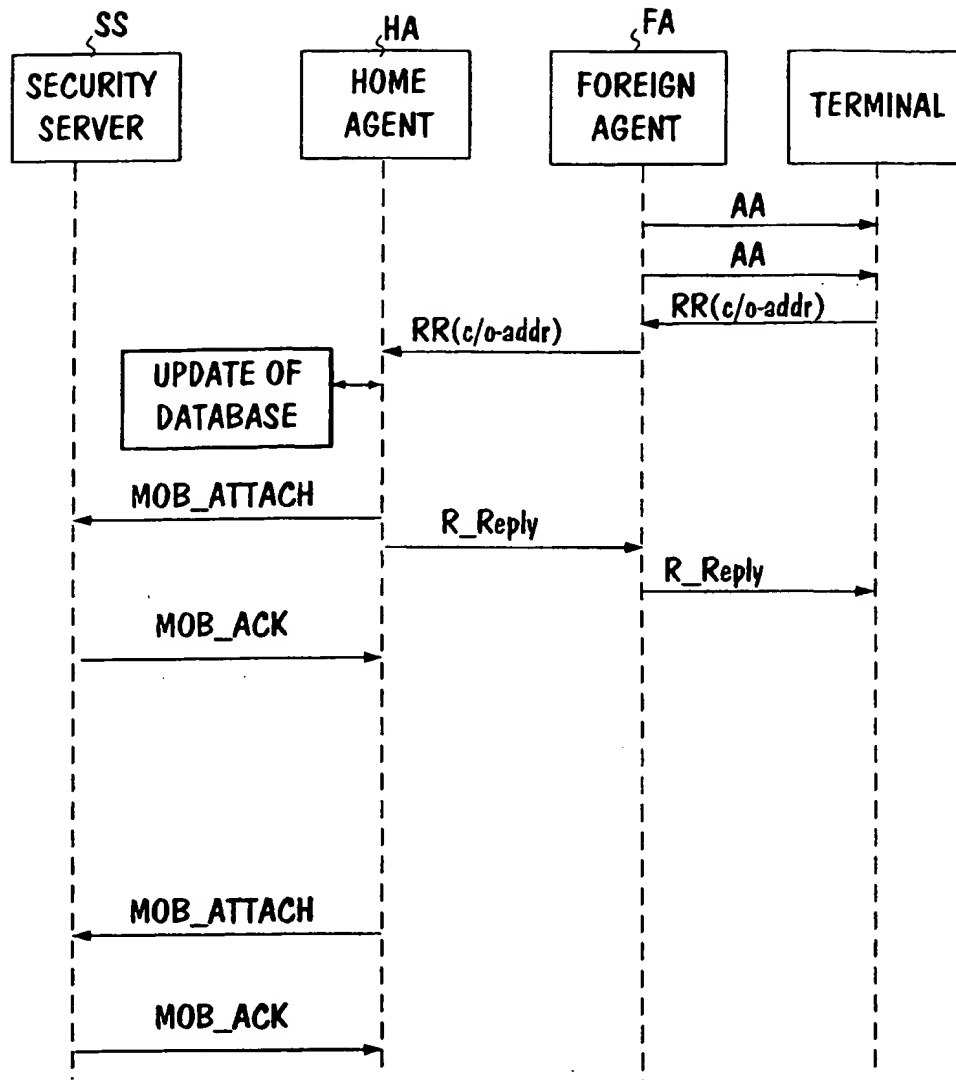 SS
HA
FA
SECURITY
SERVER
HOME
AGENT
FOREIGN
AGENT
TERMINAL
AA
AA
RR(c/o-addr)
RR(c/o-addr)
UPDATE OF
DATABASE
MOB_ATTACH
R_Reply
R_Reply
MOB_ACK
MOB_ATTACH
MOB_ACK